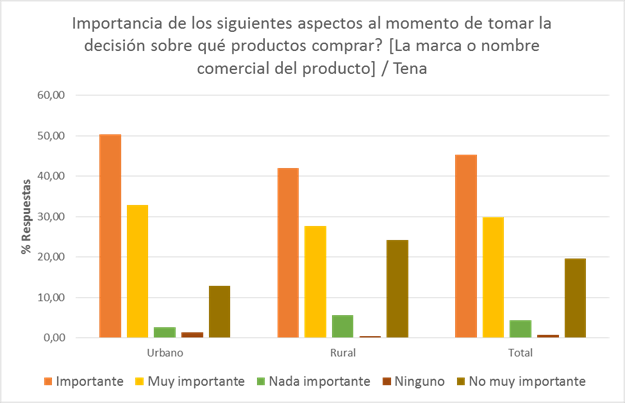 Importancia de los siguientes aspectos al momento de tomar la
decisión sobre qué productos comprar? [La marca o nombre
comercial del producto] / Tena
60,00
50,00
40,00
30,00
20,00
10,00
0,00
% Respuestas
Urbano Rural Total
Importante Muy importante Nada importante Ninguno No muy importante